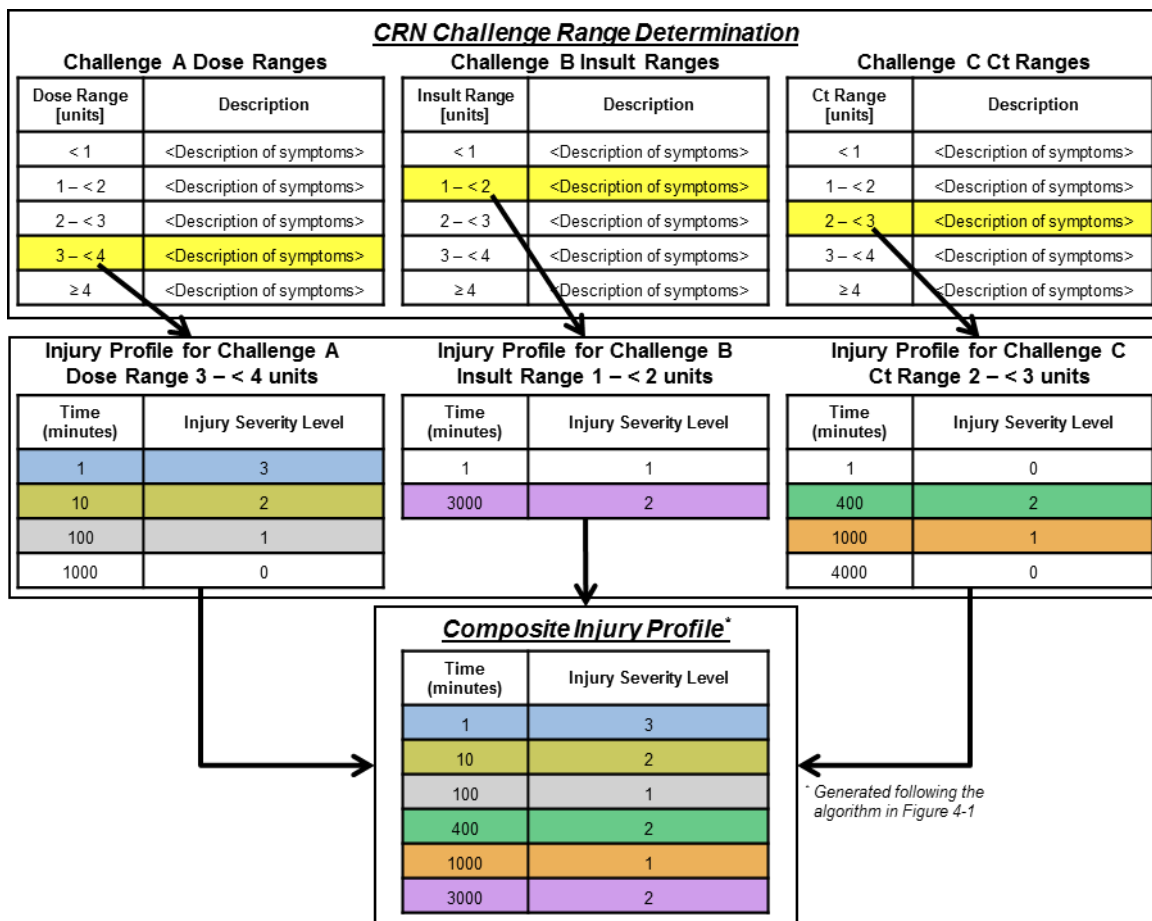 CRN Challenge Range Determination
Challenge A Dose Ranges
Dose Range
[units]
Description
< 1
<Description of symptoms>
1 – < 2
<Description of symptoms>
2 – < 3
<Description of symptoms>
3 – < 4
<Description of symptoms>
≥ 4
<Description of symptoms>
Challenge B Insult Ranges
Insult Range
[units]
Description
< 1
<Description of symptoms>
1 – < 2
<Description of symptoms>
2 – < 3
<Description of symptoms>
3 – < 4
<Description of symptoms>
≥ 4
<Description of symptoms>
Challenge C Ct Ranges
Ct Range
[units]
Description
< 1
<Description of symptoms>
1 – < 2
<Description of symptoms>
2 – < 3
<Description of symptoms>
3 – < 4
<Description of symptoms>
≥ 4
<Description of symptoms>
Injury Profile for Challenge A
Dose Range 3 – < 4 units
Time
(minutes)
Injury Severity Level
1 3
10 2
100 1
1000 0
Injury Profile for Challenge B
Insult Range 1 – < 2 units
Time
(minutes)
Injury Severity Level
1 1
3000 2
Injury Profile for Challenge C
Ct Range 2 – < 3 units
Time
(minutes)
Injury Severity Level
1 0
400 2
1000 1
4000 0
Composite Injury Profile*
Time
(minutes)
Injury Severity Level
1 3
10 2
100 1
400 2
1000 1
3000 2
* Generated following the
algorithm in Figure 4-1